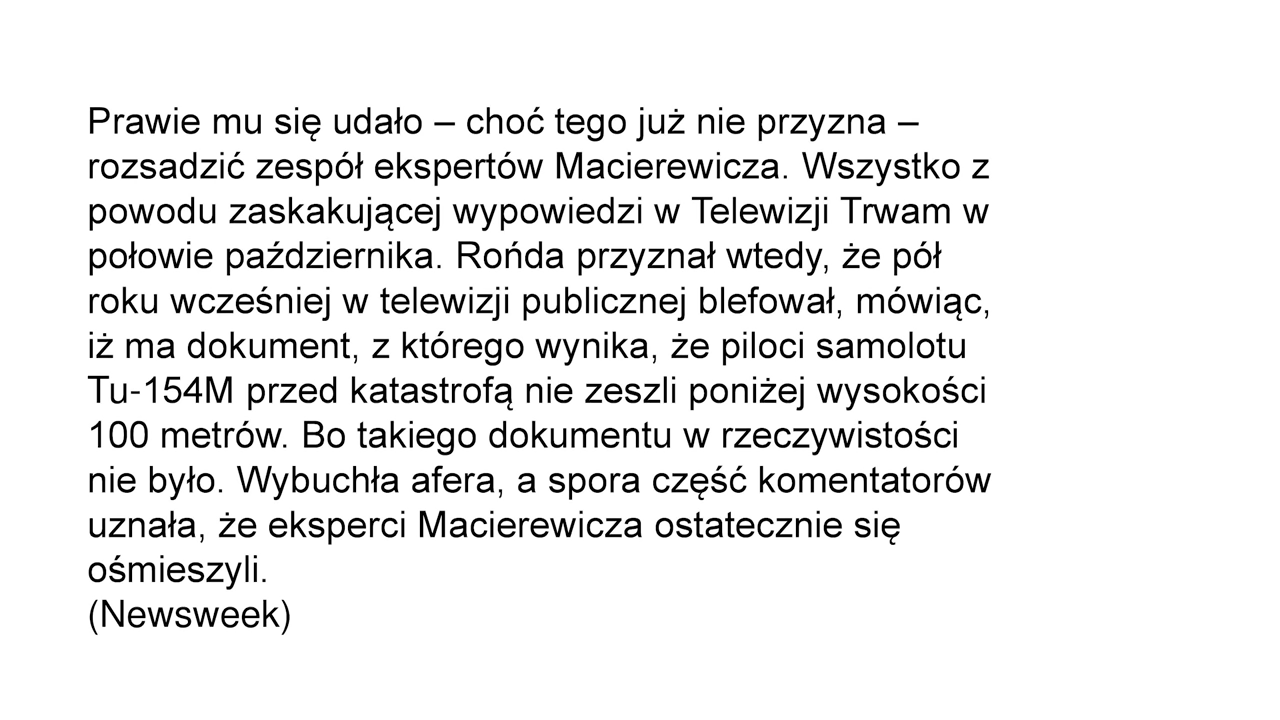 Prawie mu się udało – choć tego już nie przyzna –
rozsadzić zespół ekspertów Macierewicza. Wszystko z
powodu zaskakującej wypowiedzi w Telewizji Trwam w
połowie października. Rońda przyznał wtedy, że pół
roku wcześniej w telewizji publicznej blefował, mówiąc,
iż ma dokument, z którego wynika, że piloci samolotu
Tu-154M przed katastrofą nie zeszli poniżej wysokości
100 metrów. Bo takiego dokumentu w rzeczywistości
nie było. Wybuchła afera, a spora część komentatorów
uznała, że eksperci Macierewicza ostatecznie się
ośmieszyli.
(Newsweek)